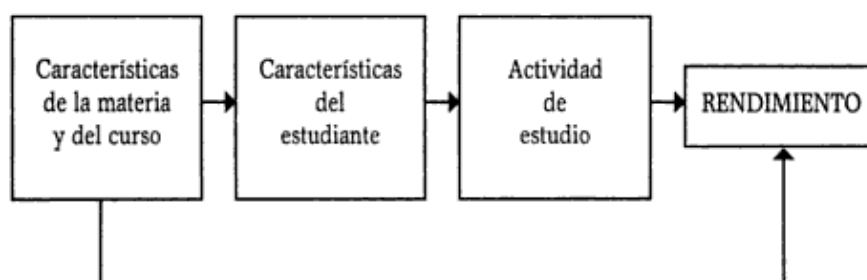 Características
de la materia
y del curso
Características
del
estudiante
Actividad
de
estudio
RENDIMIENTO